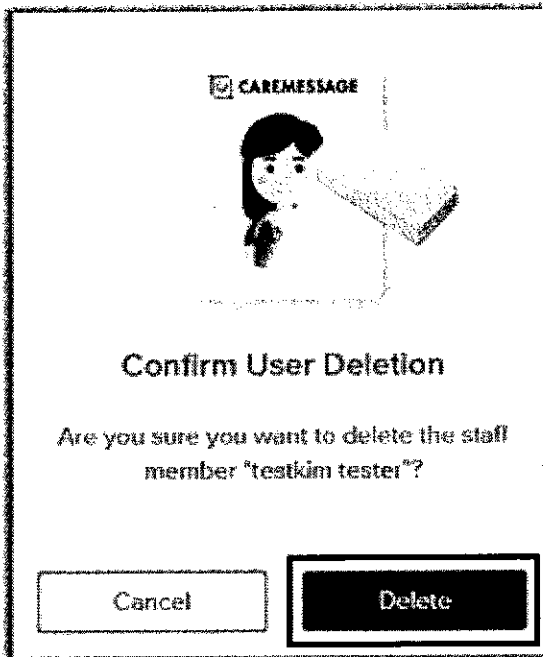 CAREMESSAGE
Confirm User Deletion
Are you sure you want to delete the staff
member "testkim tester"?
Cancel
Delete